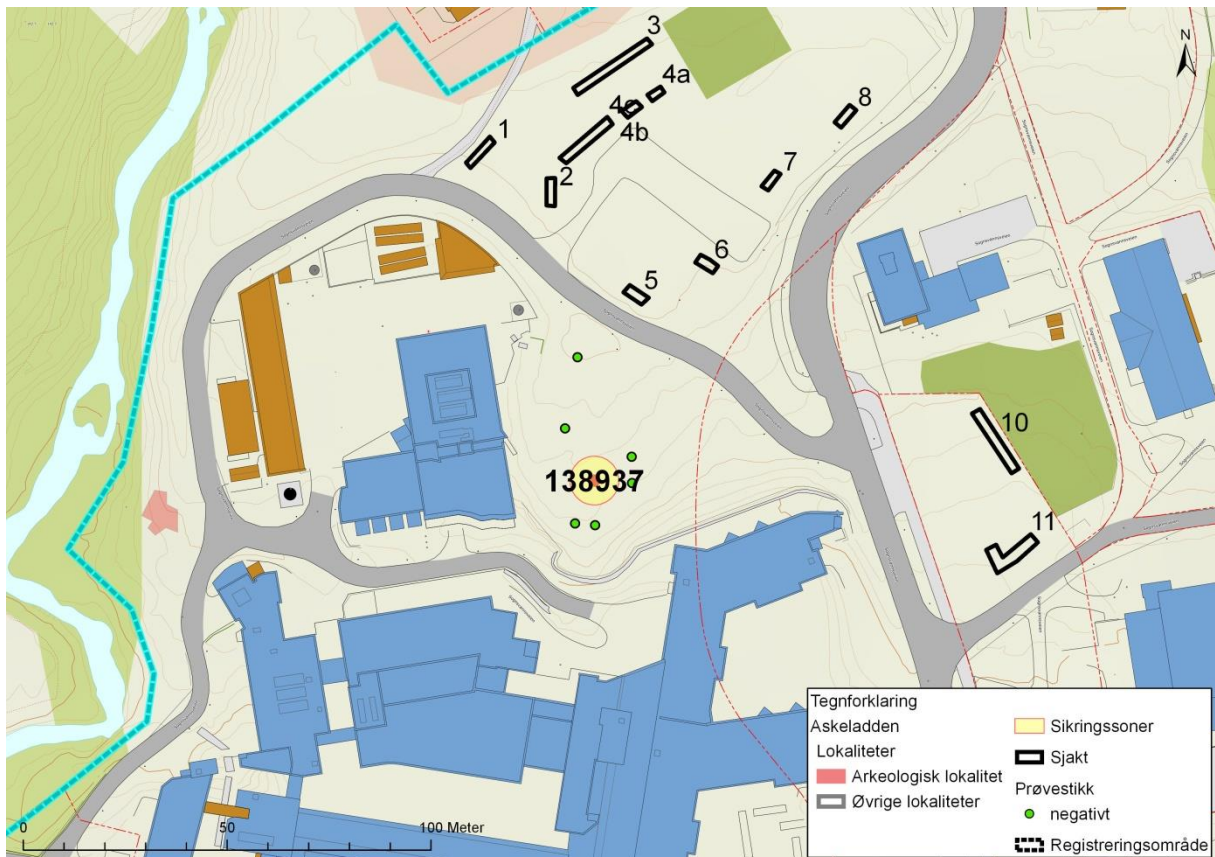 3
N
4a
8
4c
1
4b
7
2
6
5
10
138937
11
Tegnforklaring
Askeladden
Lokaliteter
Arkeologisk lokalitet
Øvrige lokaliteter
Sikringssoner
Sjakt
Prøvestikk
negativt
Registreringsområde
0 50 100 Meter